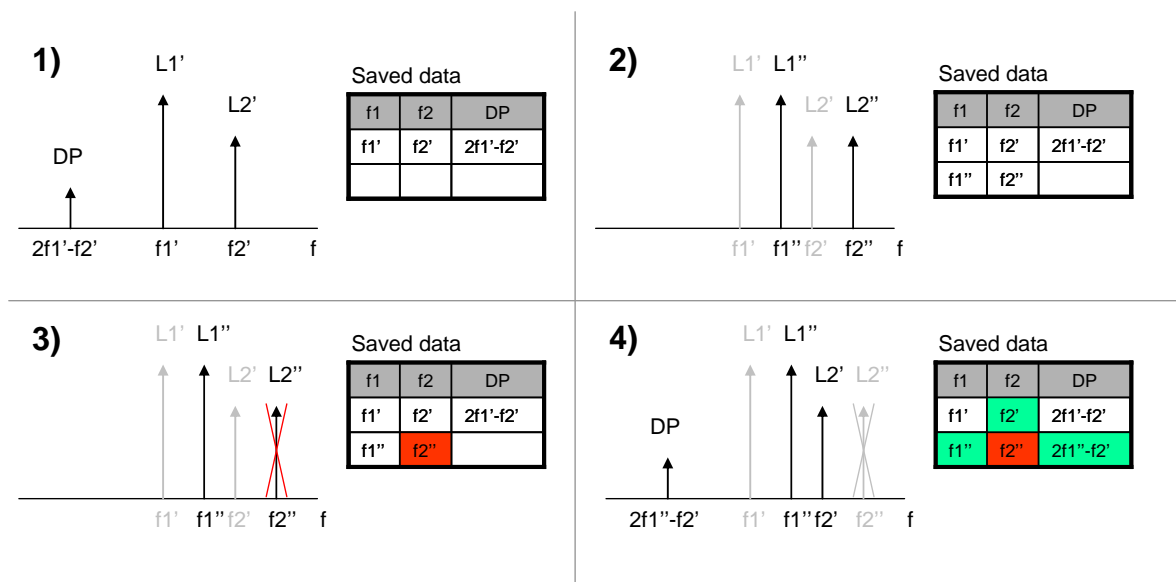 1)
L1’
L2’
DP
2f1’-f2’ f1’ f2’ f
Saved data
f1 f2 DP
f1’ f2’ 2f1’-f2’
2)
L1’ L1’’
L2’ L2’’
f1’ f1’’ f2’ f2’’ f
Saved data
f1 f2 DP
f1’ f2’ 2f1’-f2’
f1’’ f2’’
3)
L1’ L1’’
L2’ L2’’
f1’ f1’’ f2’ f2’’ f
Saved data
f1 f2 DP
f1’ f2’ 2f1’-f2’
f1’’ f2’’
4)
L1’ L1’’
L2’ L2’’
DP
2f1’’-f2’ f1’ f1’’ f2’ f2’’ f
Saved data
f1 f2 DP
f1’ f2’ 2f1’-f2’
f1’’ f2’’ 2f1’’-f2’